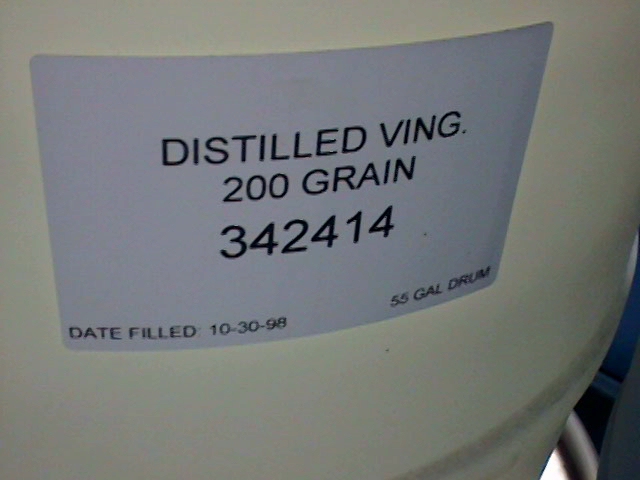 DISTILLED VING.
200 GRAIN
342414
55 GAL DRUM
DATE FILLED: 10-30-98